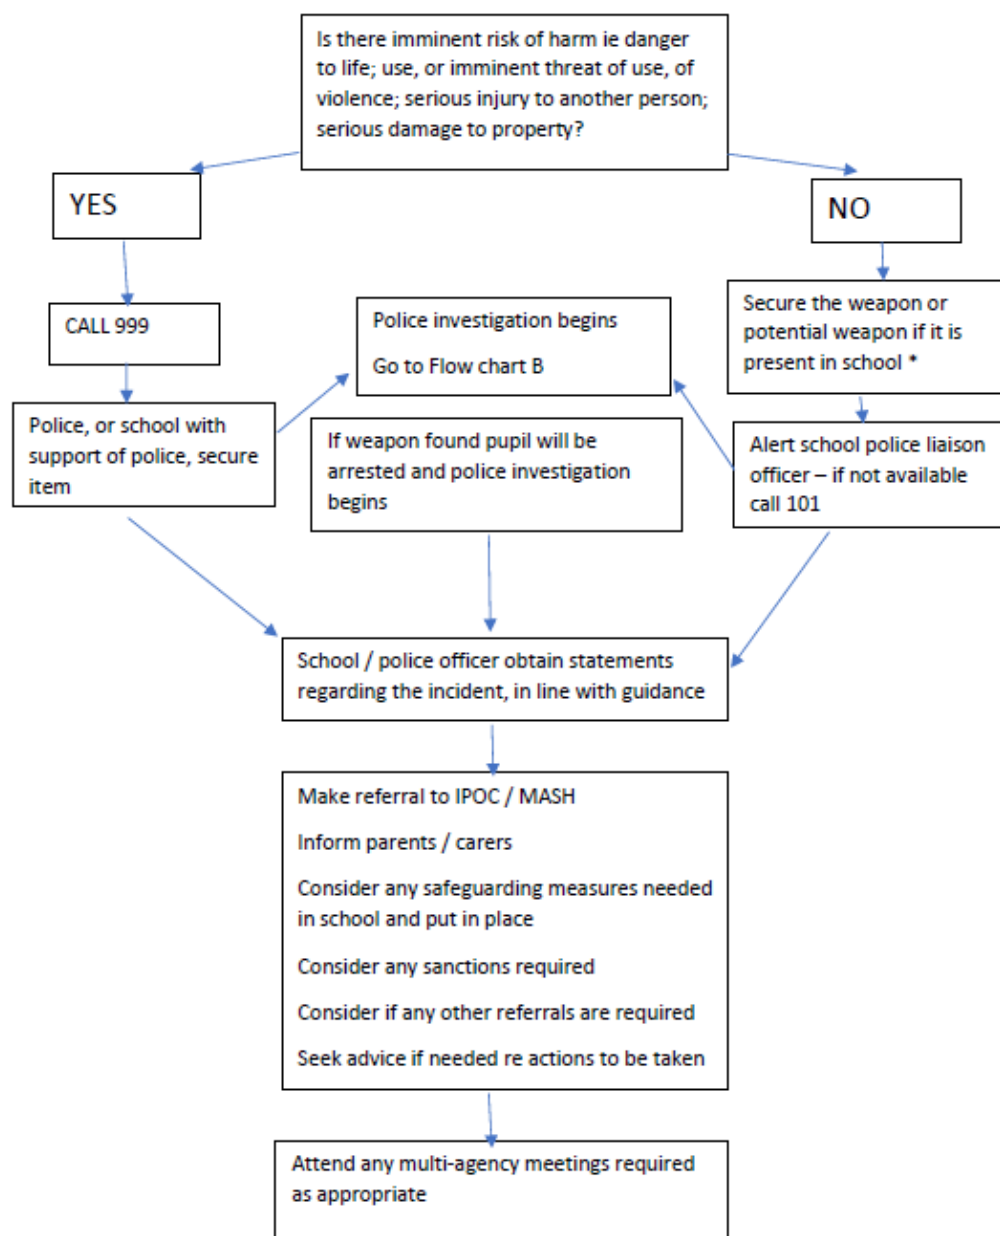 Is there imminent risk of harm ie danger
to life; use, or imminent threat of use, of
violence; serious injury to another person;
serious damage to property?
YES
NO
CALL 999
Police investigation begins
Go to Flow chart B
Secure the weapon or
potential weapon if it is
present in school *
Police, or school with
support of police, secure
item
If weapon found pupil will be
arrested and police investigation
begins
Alert school police liaison
officer – if not available
call 101
School / police officer obtain statements
regarding the incident, in line with guidance
Make referral to IPOC / MASH
Inform parents / carers
Consider any safeguarding measures needed
in school and put in place
Consider any sanctions required
Consider if any other referrals are required
Seek advice if needed re actions to be taken
Attend any multi-agency meetings required
as appropriate